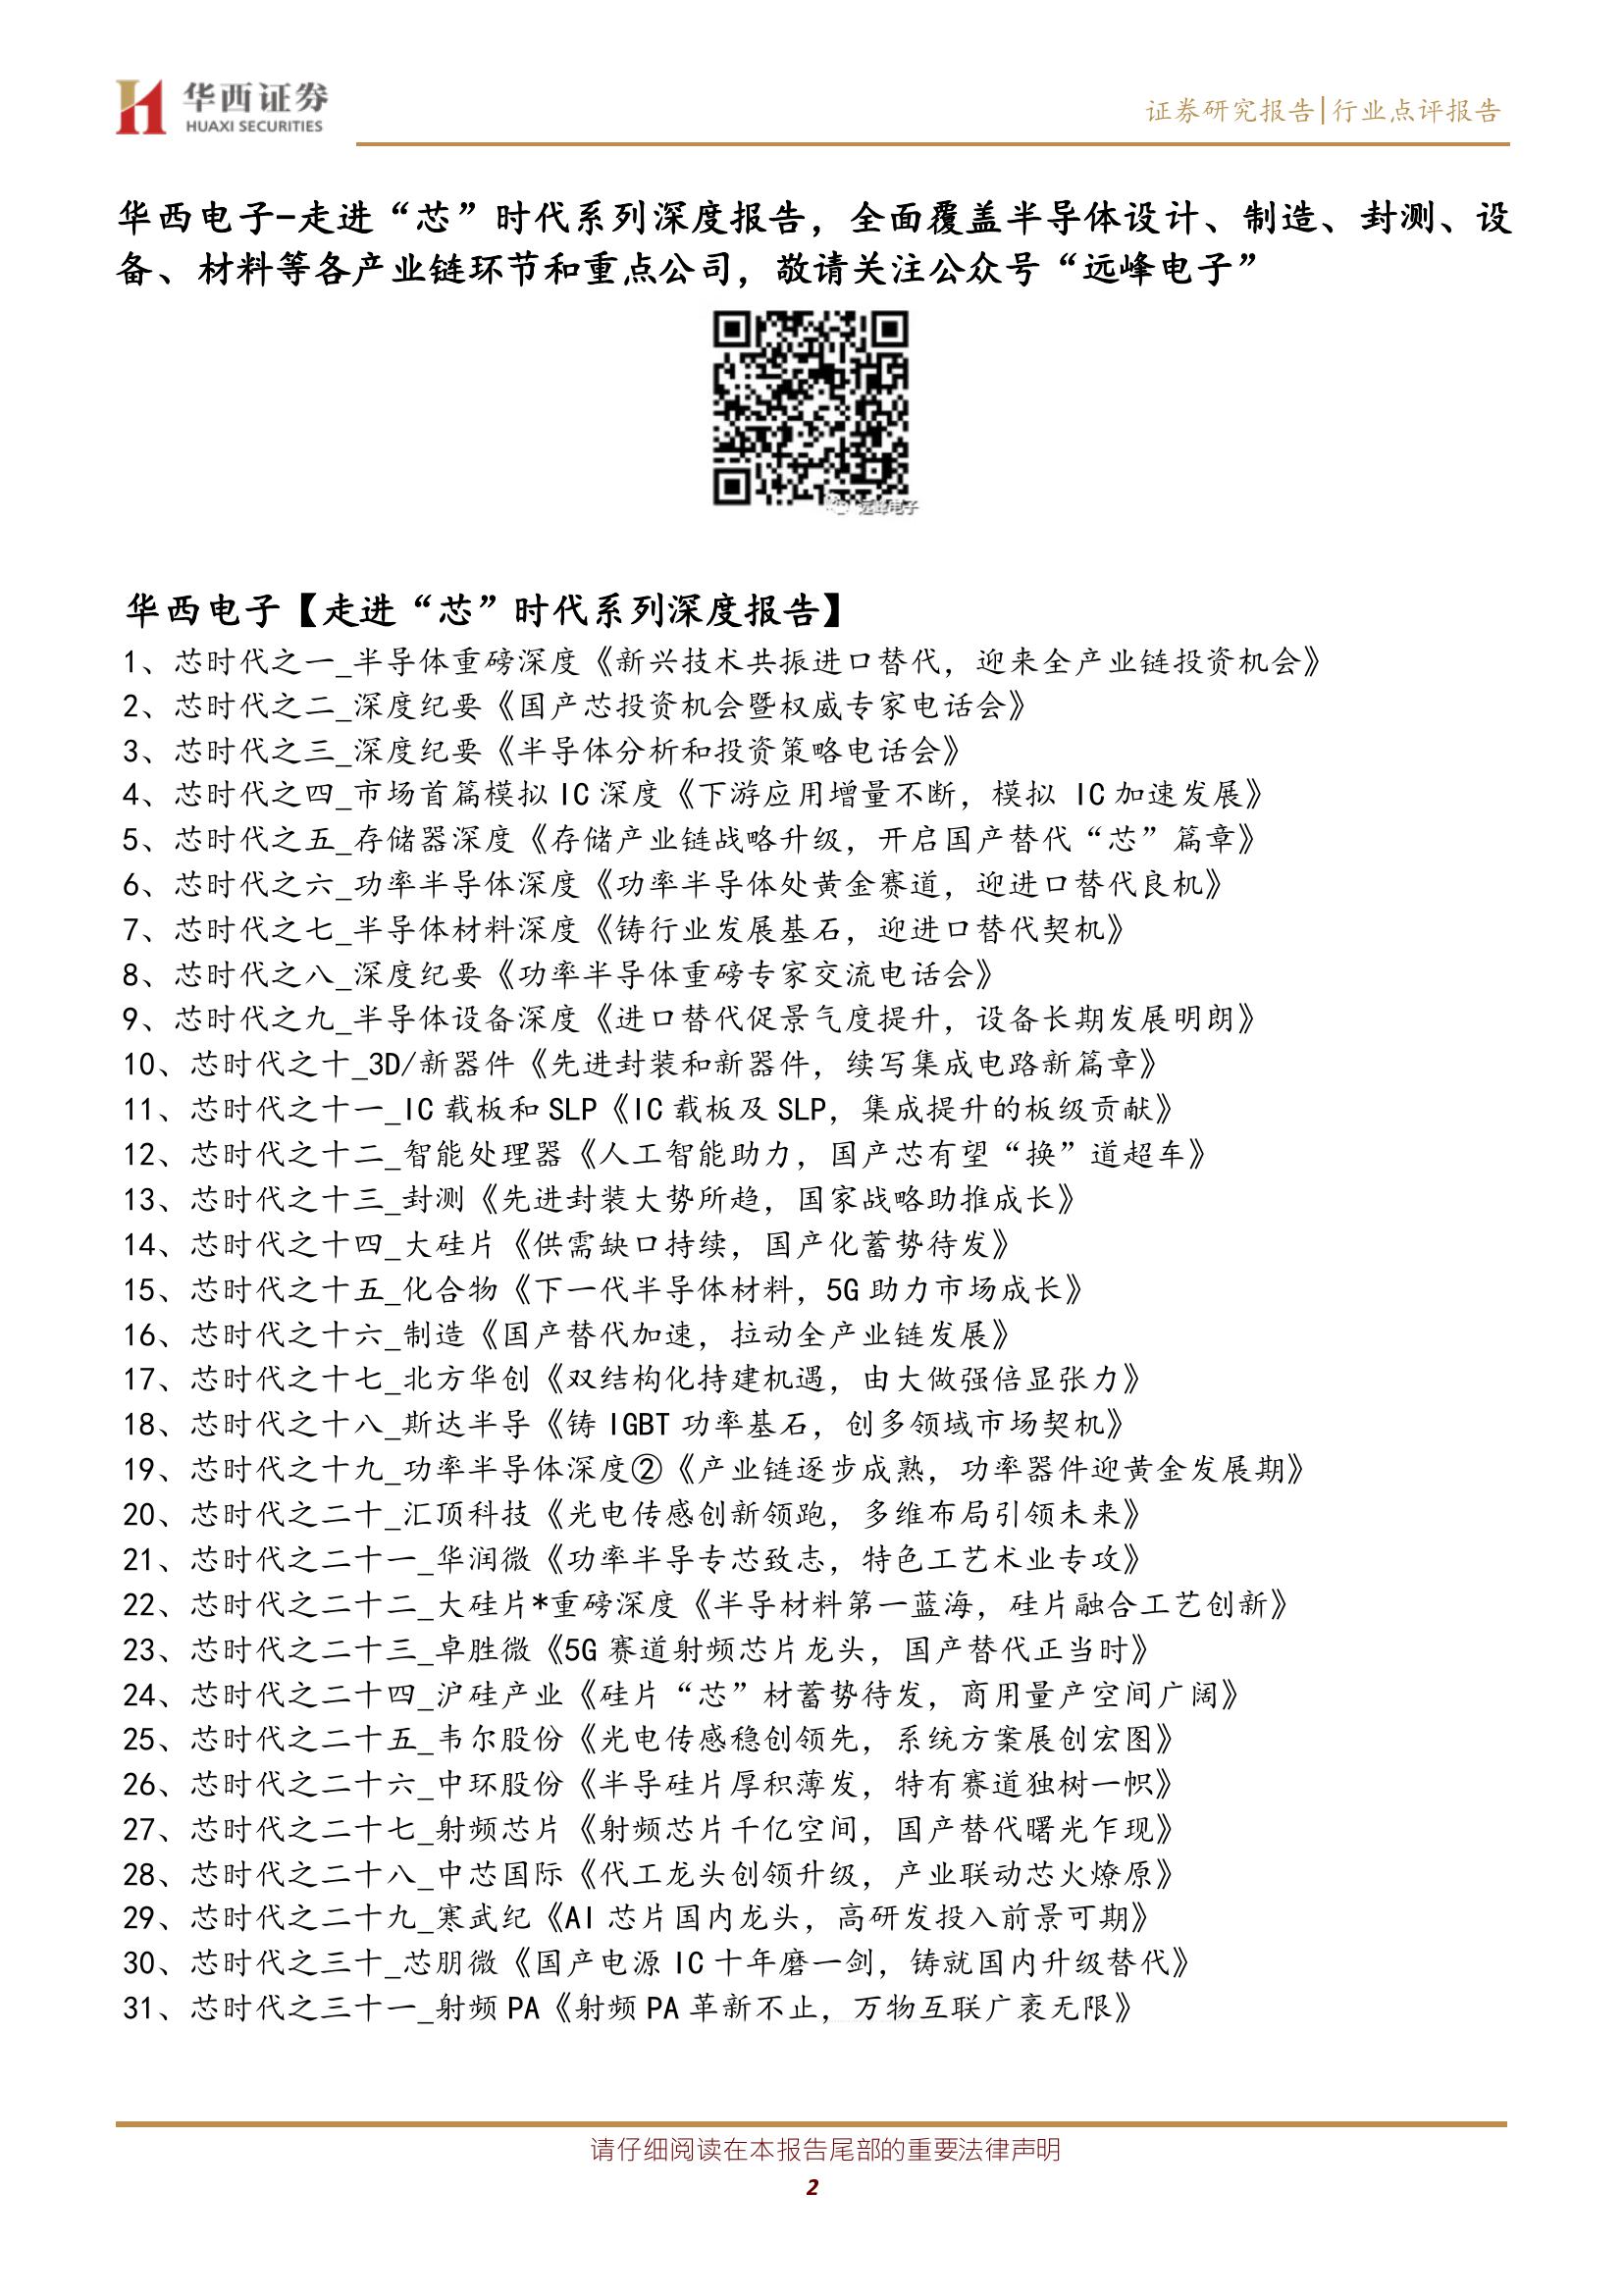 华西证券
HUAXI SECURITIES
证券研究报告|行业点评报告
华西电子-走进“芯”时代系列深度报告，全面覆盖半导体设计、制造、封测、设
备、材料等各产业链环节和重点公司，敬请关注公众号“远峰电子”
远峰电子
华西电子【走进“芯”时代系列深度报告】
1、芯时代之一_半导体重磅深度《新兴技术共振进口替代，迎来全产业链投资机会》
2、芯时代之二_深度纪要《国产芯投资机会暨权威专家电话会》
3、芯时代之三_深度纪要《半导体分析和投资策略电话会》
4、芯时代之四_市场首篇模拟 IC 深度《下游应用增量不断，模拟 IC 加速发展》
5、芯时代之五_存储器深度《存储产业链战略升级，开启国产替代“芯”篇章》
6、芯时代之六_功率半导体深度《功率半导体处黄金赛道，迎进口替代良机》
7、芯时代之七_半导体材料深度《铸行业发展基石，迎进口替代契机》
8、芯时代之八_深度纪要《功率半导体重磅专家交流电话会》
9、芯时代之九_半导体设备深度《进口替代促景气度提升，设备长期发展明朗》
10、芯时代之十_3D/新器件《先进封装和新器件，续写集成电路新篇章》
11、芯时代之十一_IC 载板和 SLP《IC 载板及 SLP，集成提升的板级贡献》
12、芯时代之十二_智能处理器《人工智能助力，国产芯有望“换”道超车》
13、芯时代之十三_封测《先进封装大势所趋，国家战略助推成长》
14、芯时代之十四_大硅片《供需缺口持续，国产化蓄势待发》
15、芯时代之十五_化合物《下一代半导体材料，5G 助力市场成长》
16、芯时代之十六_制造《国产替代加速，拉动全产业链发展》
17、芯时代之十七_北方华创《双结构化持建机遇，由大做强倍显张力》
18、芯时代之十八_斯达半导《铸 IGBT 功率基石，创多领域市场契机》
19、芯时代之十九_功率半导体深度②《产业链逐步成熟，功率器件迎黄金发展期》
20、芯时代之二十_汇顶科技《光电传感创新领跑，多维布局引领未来》
21、芯时代之二十一_华润微《功率半导专芯致志，特色工艺术业专攻》
22、芯时代之二十二_大硅片*重磅深度《半导材料第一蓝海，硅片融合工艺创新》
23、芯时代之二十三_卓胜微《5G 赛道射频芯片龙头，国产替代正当时》
24、芯时代之二十四_沪硅产业《硅片“芯”材蓄势待发，商用量产空间广阔》
25、芯时代之二十五_韦尔股份《光电传感稳创领先，系统方案展创宏图》
26、芯时代之二十六_中环股份《半导硅片厚积薄发，特有赛道独树一帜》
27、芯时代之二十七_射频芯片《射频芯片千亿空间，国产替代曙光乍现》
28、芯时代之二十八_中芯国际《代工龙头创领升级，产业联动芯火燎原》
29、芯时代之二十九_寒武纪《AI 芯片国内龙头，高研发投入前景可期》
30、芯时代之三十_芯朋微《国产电源 IC 十年磨一剑，铸就国内升级替代》
31、芯时代之三十一_射频 PA《射频 PA 革新不止，万物互联广袤无限》
请仔细阅读在本报告尾部的重要法律声明
2